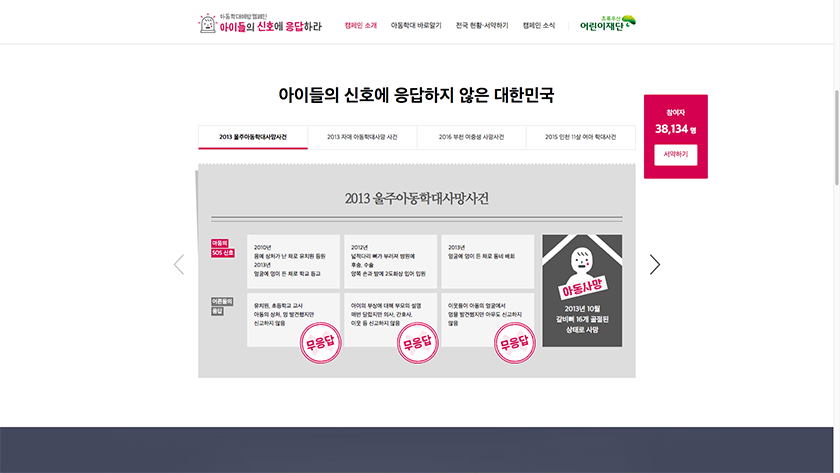 아동학대예방캠페인
아이들의 신호에 응답하라
캠페인 소개
아동학대 바로알기
전국 현황·서약하기
캠페인 소식
초록우산
어린이재단
아이들의 신호에 응답하지 않은 대한민국
참여자
38,134 명
서약하기
2013 울주아동학대사망사건
2013 자매 아동학대사망 사건
2016 부천 여중생 사망사건
2015 인천 11살 여아 학대사건
2013 울주아동학대사망사건
아동의
SOS 신호
2010년
몸에 상처가 난 채로 유치원 등원
2013년
얼굴에 멍이 든 채로 학교 등교
2012년
넓적다리 뼈가 부러져 병원에
후송, 수술
양쪽 손과 발에 2도화상 입어 입원
2013년
얼굴에 멍이 든 채로 동네 배회
아동사망
2013년 10월
갈비뼈 16개 골절된
상태로 사망
어른들의
응답
유치원, 초등학교 교사
아동의 상처, 멍 발견했지만
신고하지 않음
무응답
아이의 부상에 대해 부모의 설명
매번 달랐지만 의사, 간호사,
이웃 등 신고하지 않음
무응답
이웃들이 아동의 얼굴에서
멍을 발견했지만 아무도 신고하지
않음
무응답